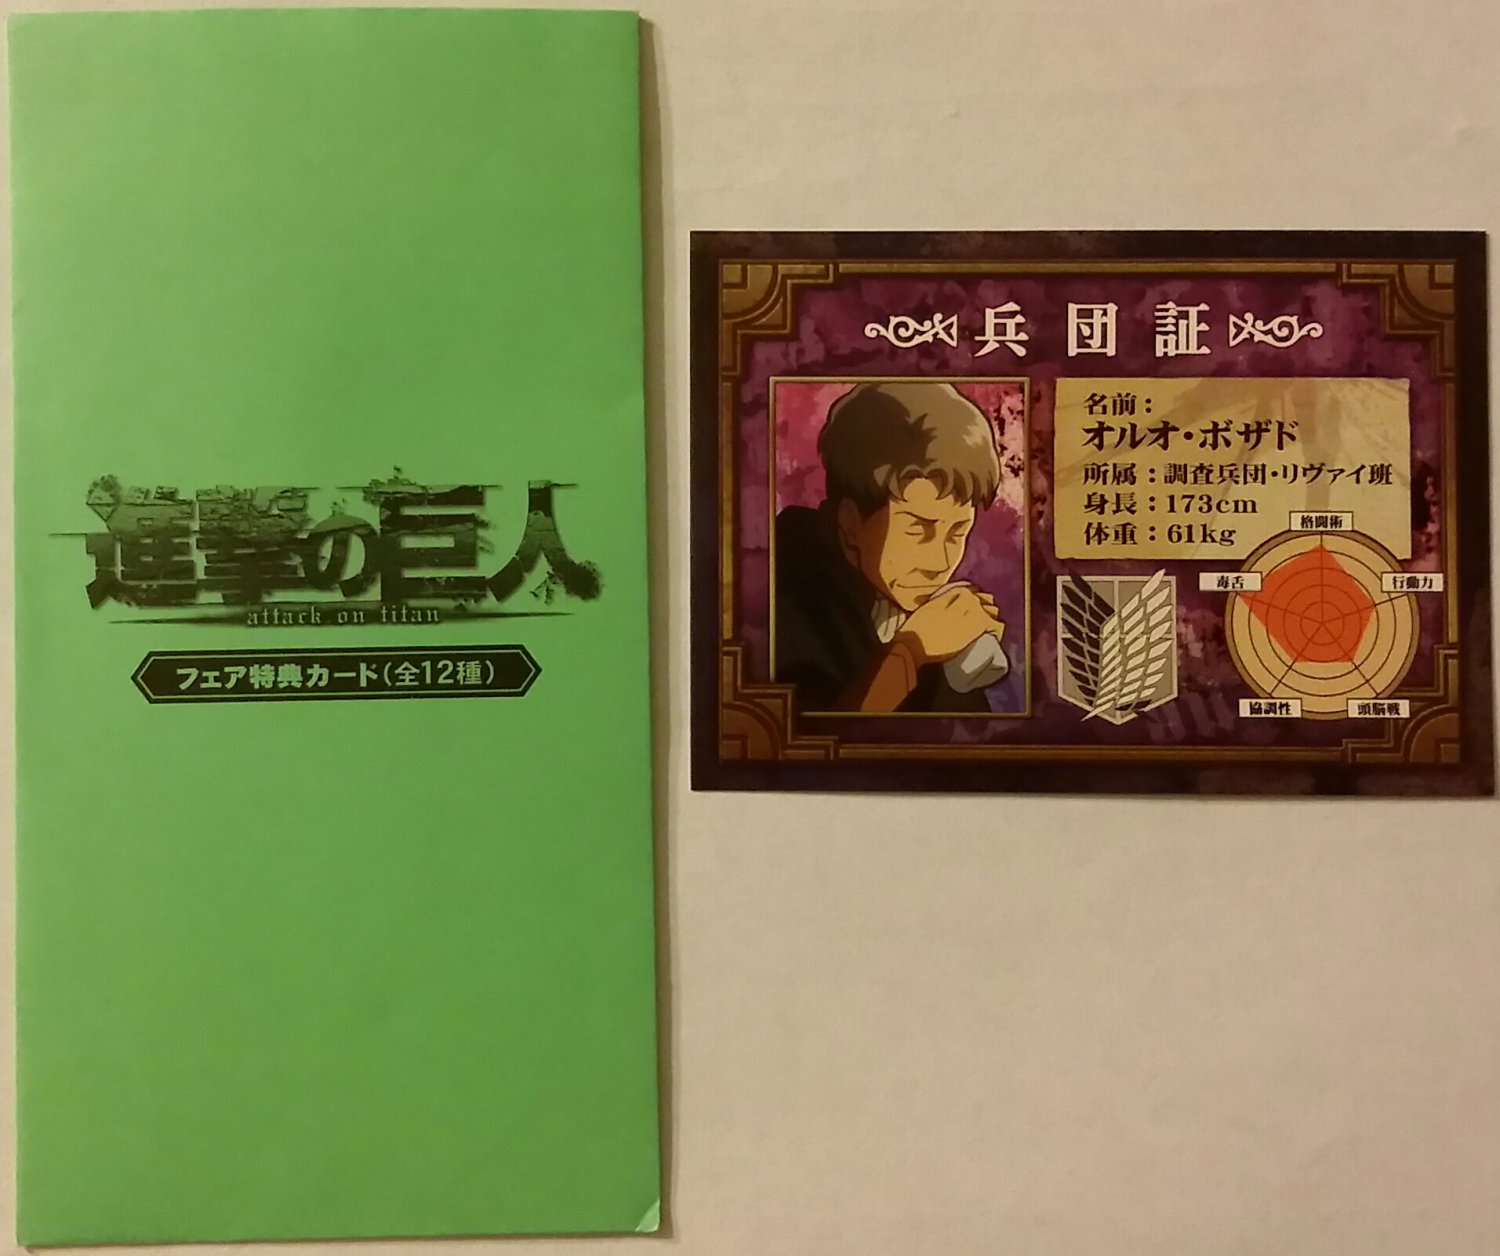 進撃の巨人
attack on titan
フェア特典カード(全12種)
兵団証
名前：
オルオ・ボザド
所属：調査兵団・リヴァイ班
身長：173cm
体重：61kg
格闘術
毒舌
行動力
協調性
頭脳戦